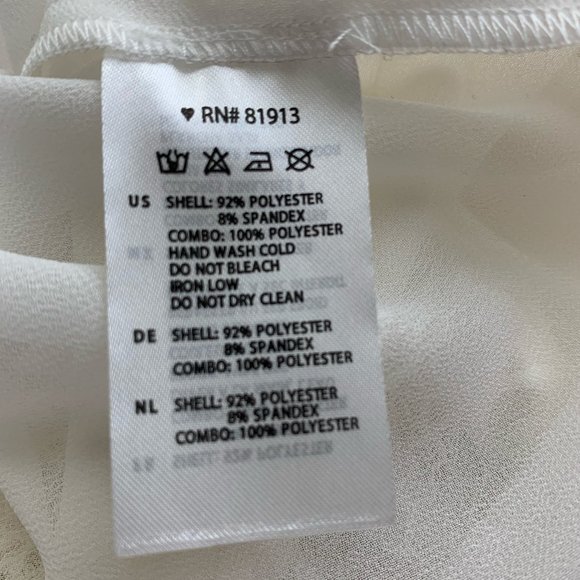 ♥ RN# 81913
US SHELL: 92% POLYESTER
8% SPANDEX
COMBO: 100% POLYESTER
HAND WASH COLD
DO NOT BLEACH
IRON LOW
DO NOT DRY CLEAN
DE SHELL: 92% POLYESTER
8% SPANDEX
COMBO: 100% POLYESTER
NL SHELL: 92% POLYESTER
8% SPANDEX
COMBO: 100% POLYESTER